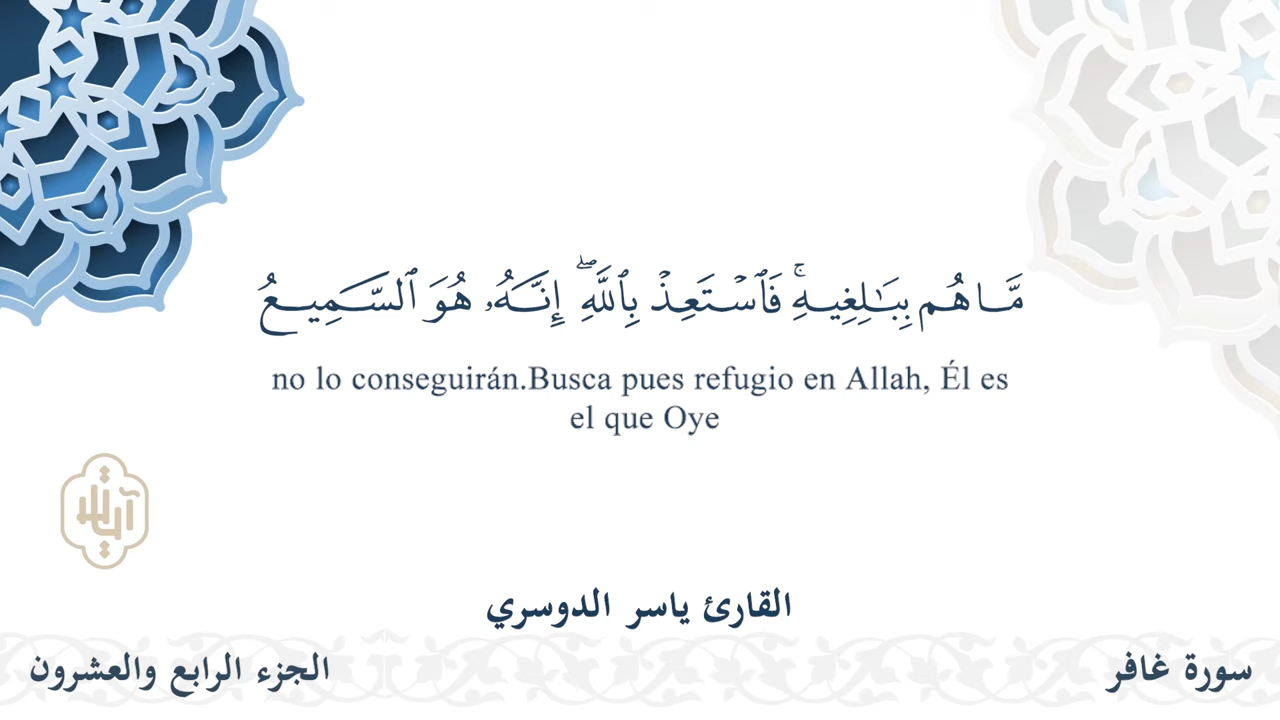 مَّا هُم بِبَٰلِغِيهِۚ فَٱسْتَعِذْ بِٱللَّهِۖ إِنَّهُۥ هُوَ ٱلسَّمِيعُ
no lo conseguirán.Busca pues refugio en Allah, Él es
el que Oye
القارئ ياسر الدوسري
سورة غافر
الجزء الرابع والعشرون